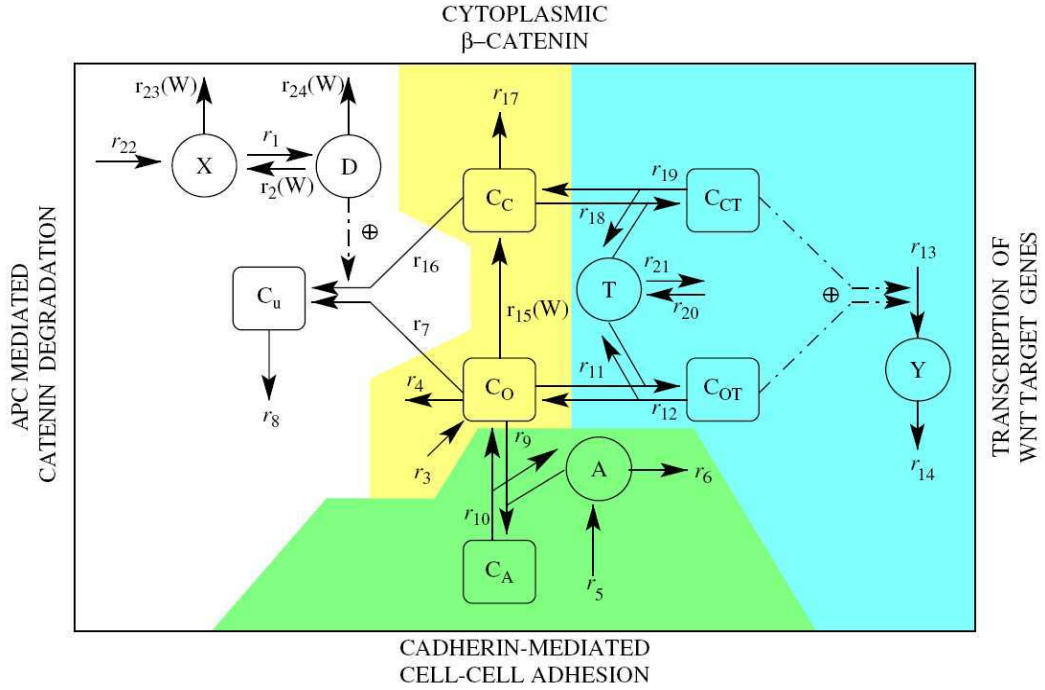 CYTOPLASMIC
β–CATENIN
r23(W)
r24(W)
r17
r22
X
r1
r2(W)
D
CC
r19
r18
CCT
⊕
r16
Cu
r7
r15(W)
T
r21
r20
⊕
r13
r8
r4
CO
r11
r12
COT
Y
r3
r9
r14
A
r6
r10
CA
r5
APC MEDIATED
CATENIN DEGRADATION
TRANSCRIPTION OF
WNT TARGET GENES
CADHERIN-MEDIATED
CELL-CELL ADHESION